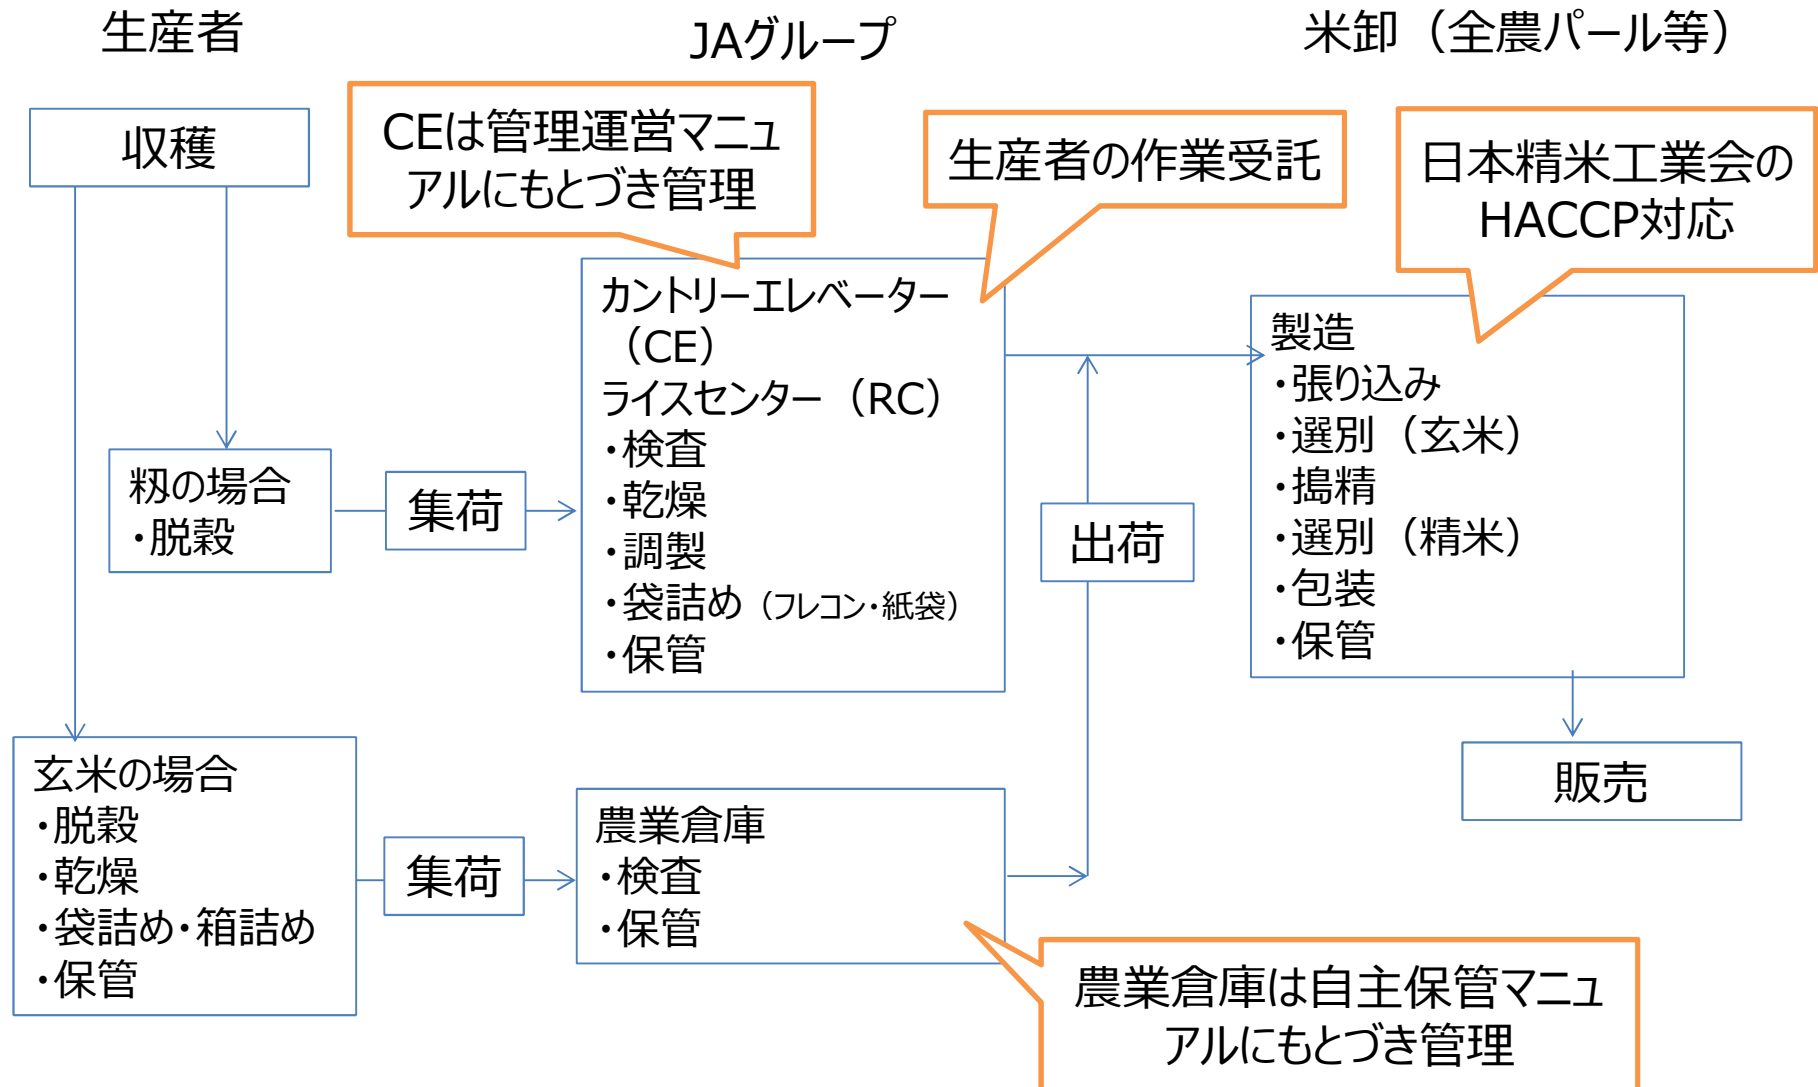 生産者
JAグループ
米卸（全農パール等）
収穫
CEは管理運営マニュ
アルにもとづき管理
生産者の作業受託
日本精米工業会の
HACCP対応
籾の場合
・脱穀
集荷
カントリーエレベーター
（CE）
ライスセンター（RC）
・検査
・乾燥
・調製
・袋詰め（フレコン・紙袋）
・保管
出荷
製造
・張り込み
・選別（玄米）
・搗精
・選別（精米）
・包装
・保管
販売
玄米の場合
・脱穀
・乾燥
・袋詰め・箱詰め
・保管
集荷
農業倉庫
・検査
・保管
農業倉庫は自主保管マニュ
アルにもとづき管理